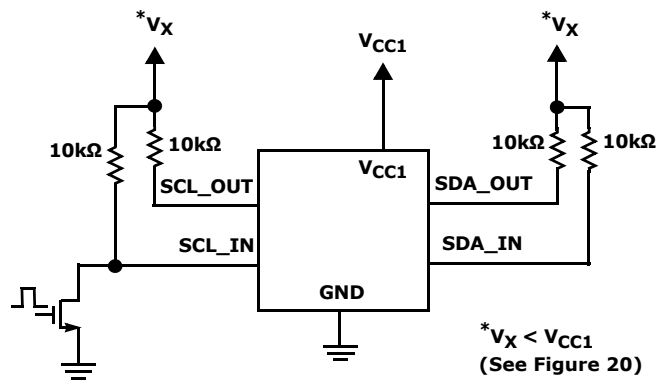 *VX
VCC1
*VX
10kΩ
10kΩ
10kΩ
10kΩ
VCC1
SCL_OUT
SDA_OUT
SCL_IN
SDA_IN
GND
*VX < VCC1
(See Figure 20)